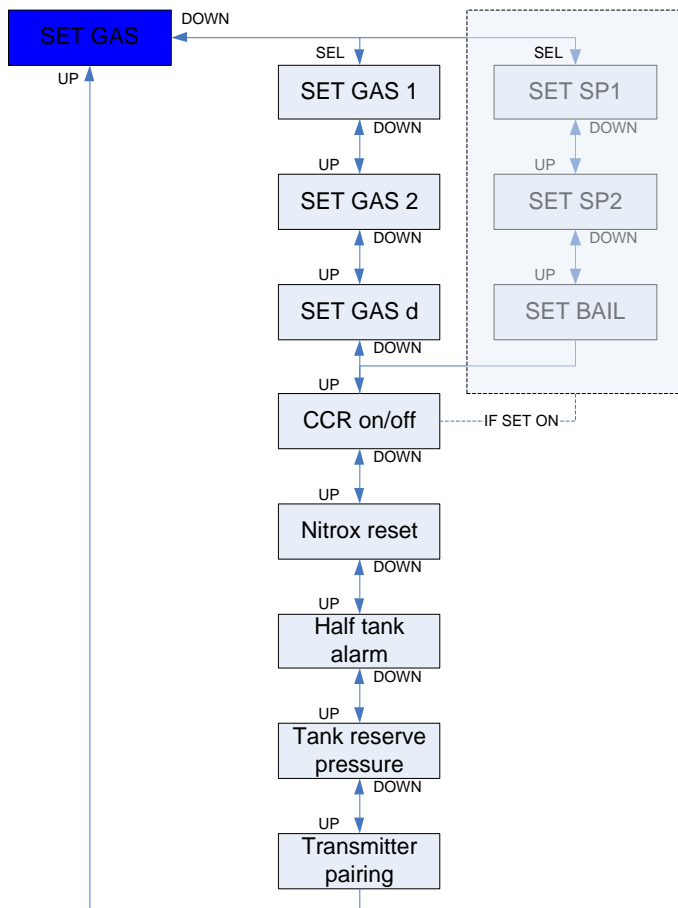 SET GAS
DOWN
UP
SEL
SEL
SET GAS 1
SET SP1
DOWN
DOWN
UP
UP
SET GAS 2
SET SP2
DOWN
DOWN
UP
UP
SET GAS d
SET BAIL
DOWN
UP
CCR on/off
IF SET ON
DOWN
UP
Nitrox reset
DOWN
UP
Half tank
alarm
DOWN
UP
Tank reserve
pressure
DOWN
UP
Transmitter
pairing